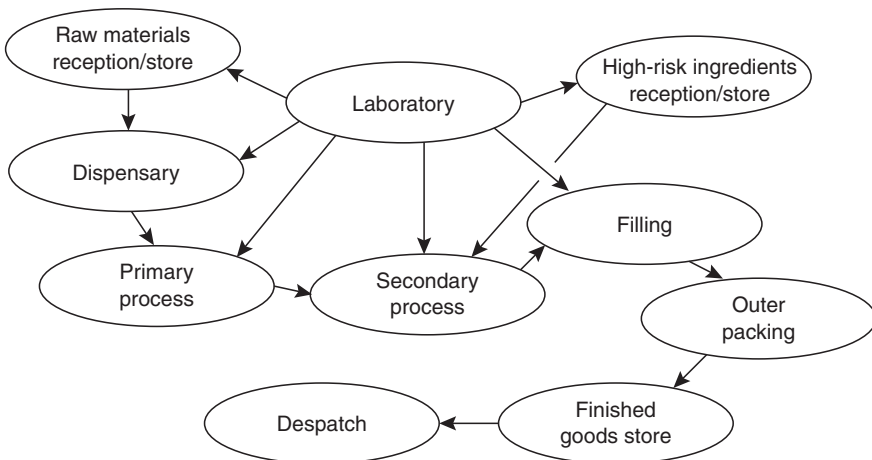 Raw materials
reception/store
Laboratory
High-risk ingredients
reception/store
Dispensary
Filling
Primary
process
Secondary
process
Outer
packing
Despatch
Finished
goods store